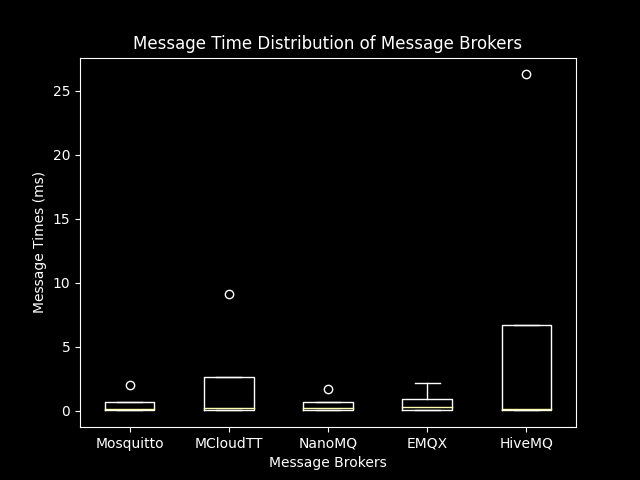 Message Time Distribution of Message Brokers
Message Times (ms)
25
20
15
10
5
0
Mosquitto MCloudTT NanoMQ EMQX HiveMQ
Message Brokers